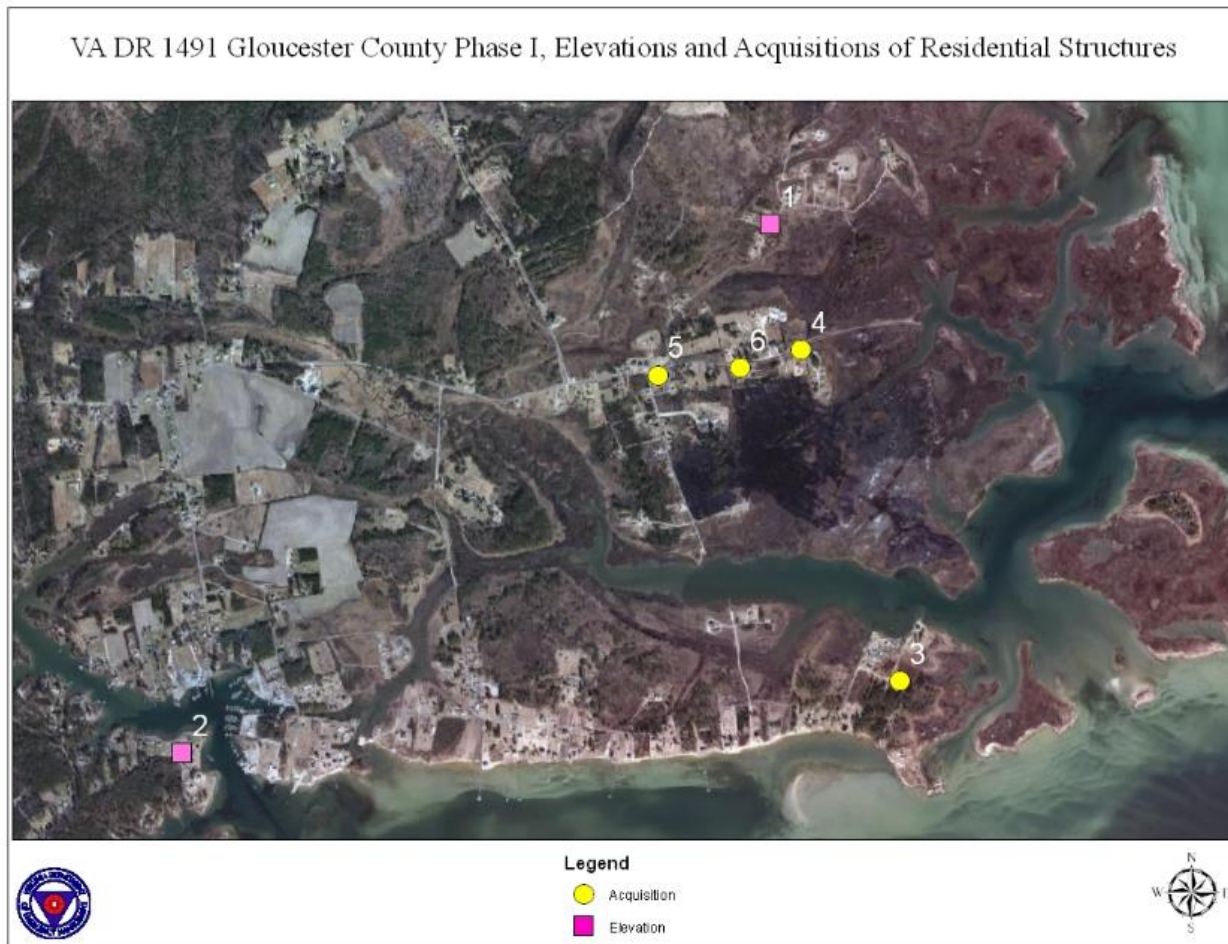 VA DR 1491 Gloucester County Phase I, Elevations and Acquisitions of Residential Structures
1
4
6
5
3
2
Legend
Acquisition
Elevation
N
W E
S